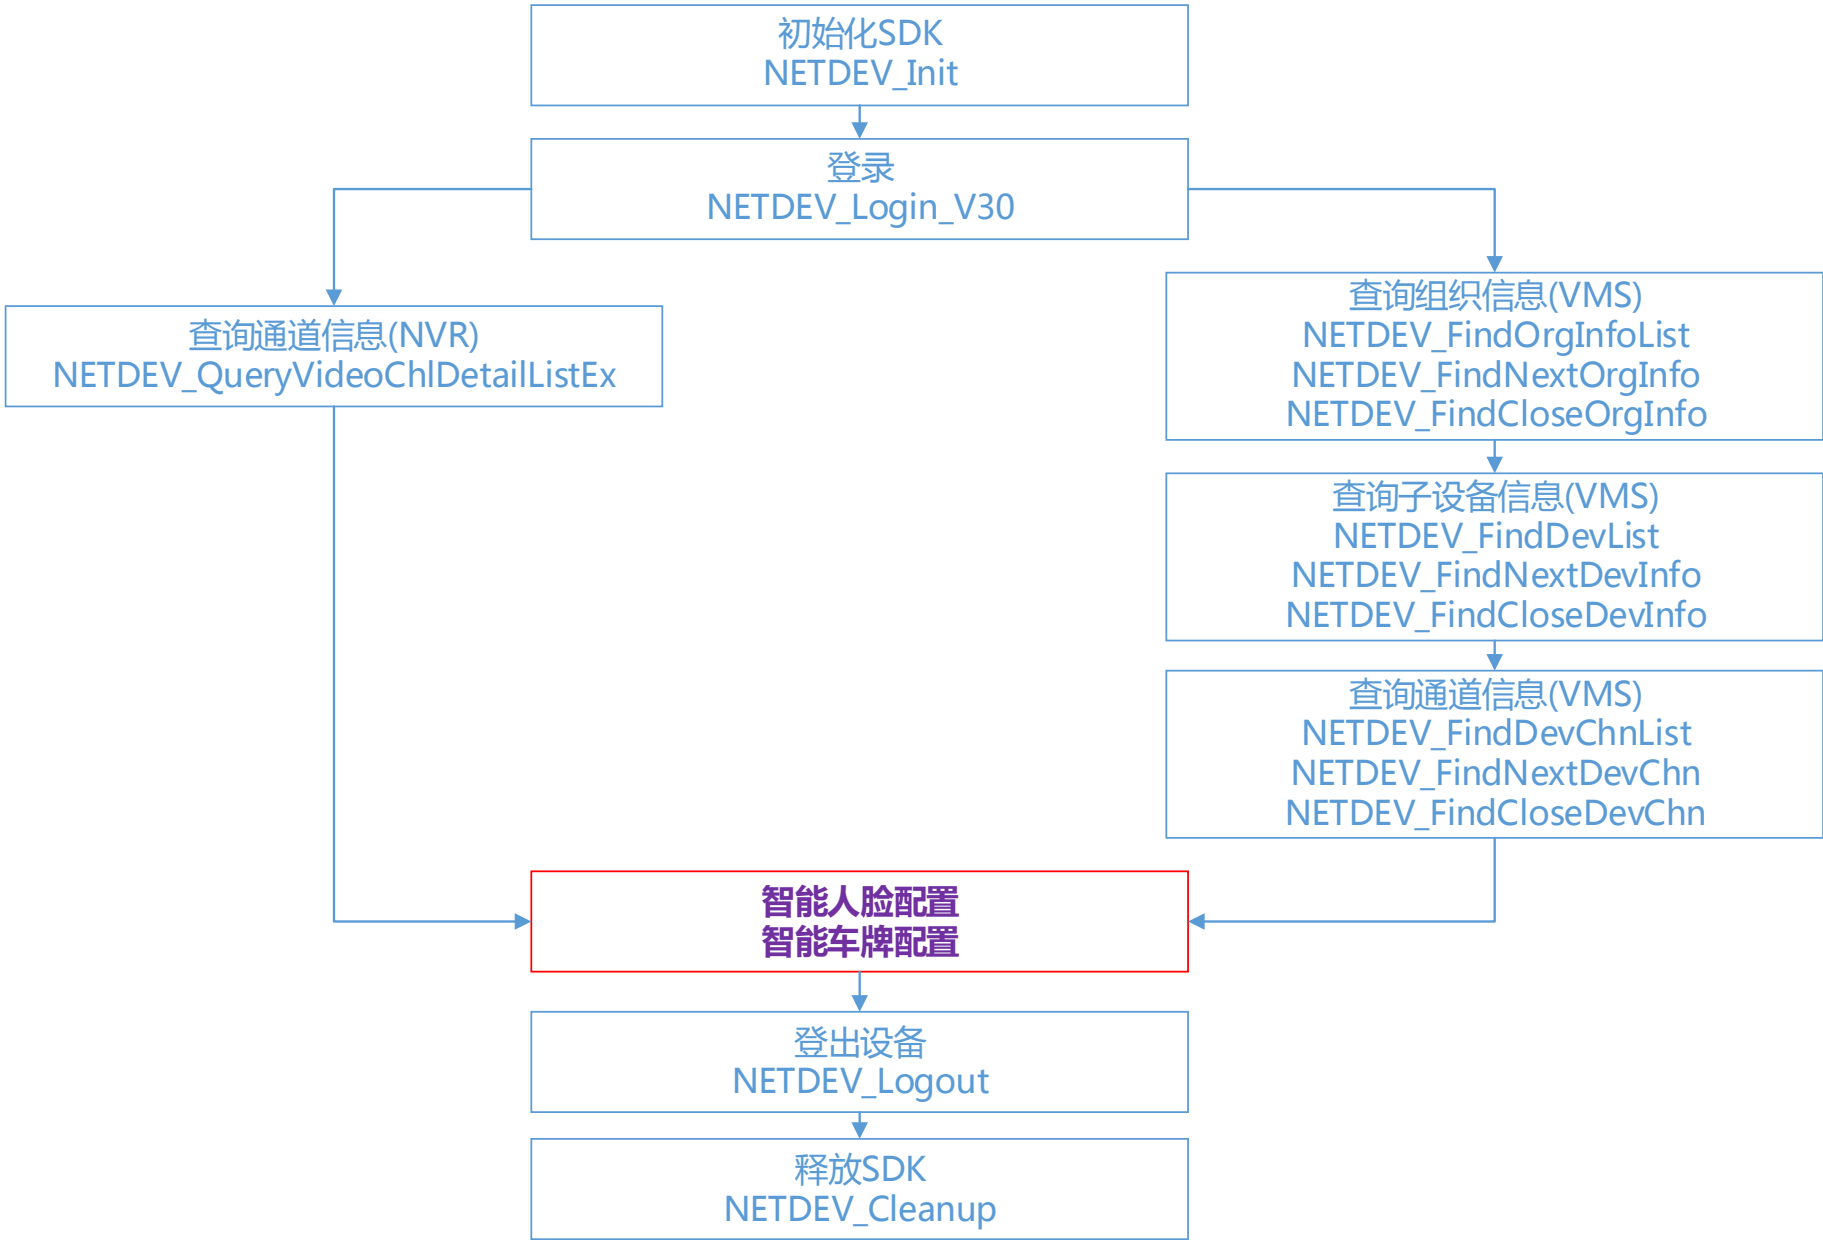 初始化SDK
NETDEV_Init
登录
NETDEV_Login_V30
查询通道信息(NVR)
NETDEV_QueryVideoChlDetailListEx
查询组织信息(VMS)
NETDEV_FindOrgInfoList
NETDEV_FindNextOrgInfo
NETDEV_FindCloseOrgInfo
查询子设备信息(VMS)
NETDEV_FindDevList
NETDEV_FindNextDevInfo
NETDEV_FindCloseDevInfo
查询通道信息(VMS)
NETDEV_FindDevChnList
NETDEV_FindNextDevChn
NETDEV_FindCloseDevChn
智能人脸配置
智能车牌配置
登出设备
NETDEV_Logout
释放SDK
NETDEV_Cleanup